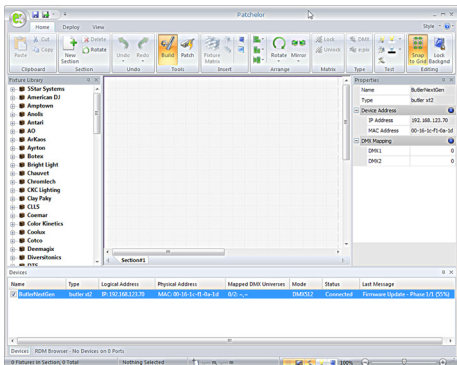 Patchelor
Home Deploy View Style
Paste Cut Copy New Section Delete Rotate Undo Redo Build Patch Fixture Matrix Rotate Mirror Lock Unlock DMX Snap to Grid Lock Backgnd
Clipboard Section Undo Tools Insert Arrange Matrix Type Test Editing
Fixture Library
5Star Systems
American DJ
Amptown
Anolis
Antari
AO
ArKaos
Ayrton
Botex
Bright Light
Chauvet
Chromlech
CKC Lighting
Clay Paky
CLLS
Coemar
Color Kinetics
Coolux
Cotco
Deemagix
Diversitronics
DTS
Section#1
Properties
Name ButlerNextGen
Type butler xt2
Device Address
IP Address 192.168.123.70
MAC Address 00-16-1c-f1-0a-1d
DMX Mapping
DMX1 0
DMX2 0
Devices
Name Type Logical Address Physical Address Mapped DMX Universes Mode Status Last Message
ButlerNextGen butler xt2 IP: 192.168.123.70 MAC: 00-16-1c-f1-0a-1d 0/2: --, -- DMX512 Connected Firmware Update - Phase 1/1 (55%)
Devices RDM Browser - No Devices on 0 Ports
0 Fixtures in Section, 0 Total Nothing Selected -- m, -- m 100%